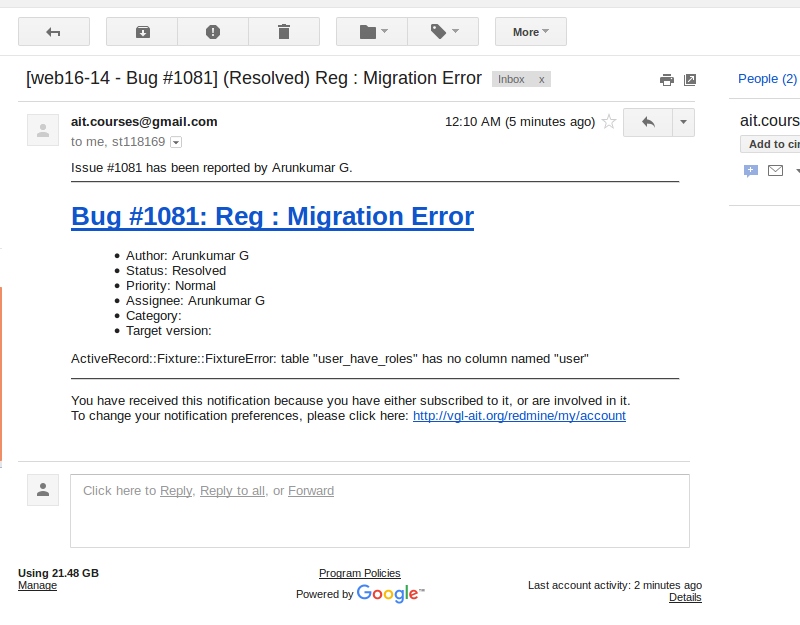 More
[web16-14 - Bug #1081] (Resolved) Reg : Migration Error Inbox x
People (2)
ait.courses@gmail.com 12:10 AM (5 minutes ago)
to me, st118169
ait.cours
Add to cir
Issue #1081 has been reported by Arunkumar G.
Bug #1081: Reg : Migration Error
Author: Arunkumar G
Status: Resolved
Priority: Normal
Assignee: Arunkumar G
Category:
Target version:
ActiveRecord::Fixture::FixtureError: table "user_have_roles" has no column named "user"
You have received this notification because you have either subscribed to it, or are involved in it.
To change your notification preferences, please click here: http://vgl-ait.org/redmine/my/account
Click here to Reply, Reply to all, or Forward
Using 21.48 GB
Manage
Program Policies
Powered by Google™
Last account activity: 2 minutes ago
Details